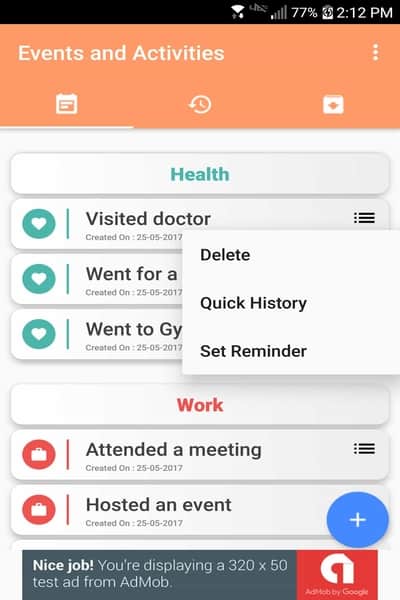 77% 2:12 PM
Events and Activities
Health
Visited doctor
Created On : 25-05-2017
Delete
Went for a
Created On : 25-05-2017
Quick History
Went to Gy
Created On : 25-05-2017
Set Reminder
Work
Attended a meeting
Created On : 25-05-2017
Hosted an event
Created On : 25-05-2017
+
Nice job! You're displaying a 320 x 50
test ad from AdMob.
AdMob by Google